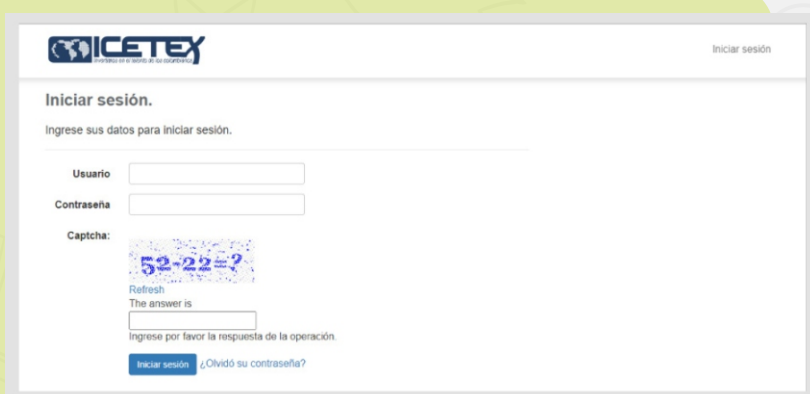 ICETEX
Iniciar sesión
Iniciar sesión.
Ingrese sus datos para iniciar sesión.
Usuario
Contraseña
Captcha:
52-22=?
Refresh
The answer is
Ingrese por favor la respuesta de la operación.
Iniciar sesión ¿Olvidó su contraseña?